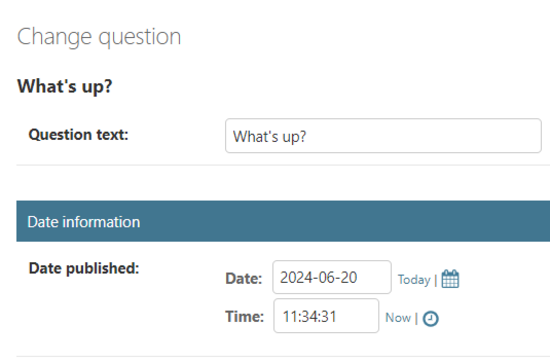 Change question
What's up?
Question text: What's up?
Date information
Date published: Date: 2024-06-20 Today |
Time: 11:34:31 Now |